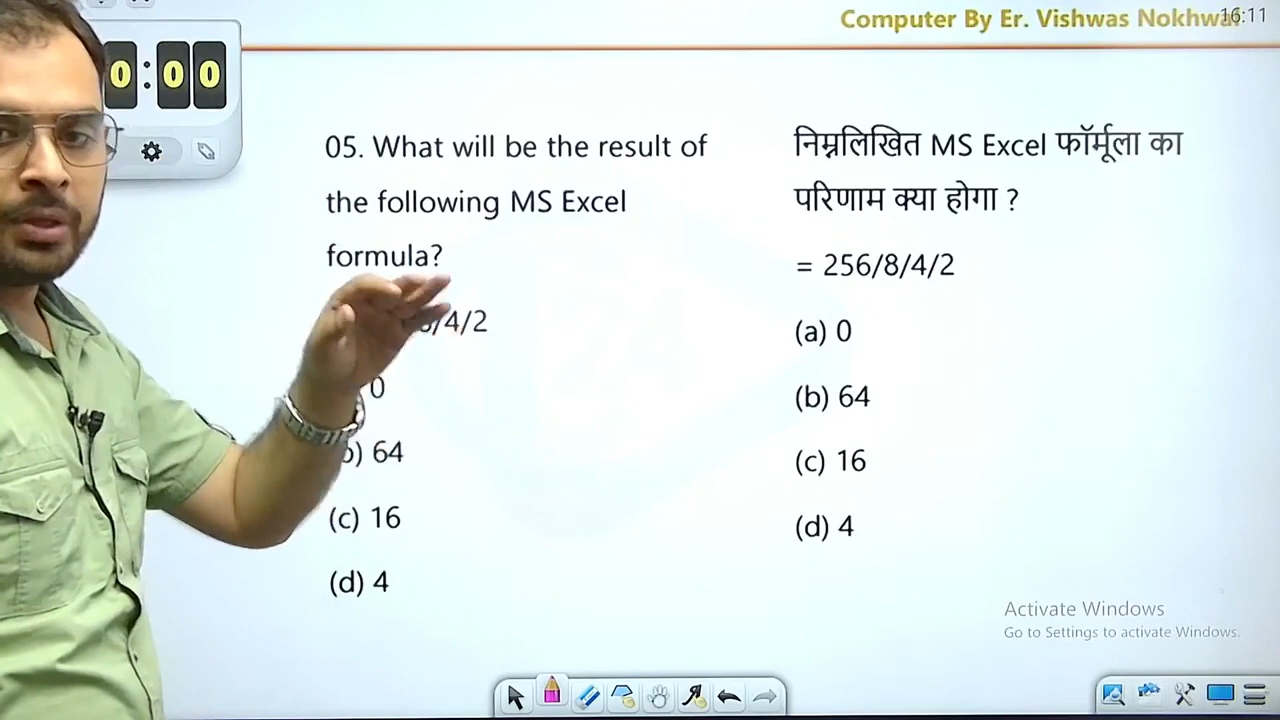 Computer By Er. Vishwas Nokhwal
16:11
0:00
05. What will be the result of
the following MS Excel
formula?
/4/2
0
b) 64
(c) 16
(d) 4
निम्नलिखित MS Excel फॉर्मूला का
परिणाम क्या होगा ?
= 256/8/4/2
(a) 0
(b) 64
(c) 16
(d) 4
Activate Windows
Go to Settings to activate Windows.